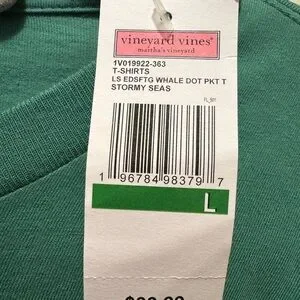 vineyard vines®
martha's vineyard
1V019922-363
T-SHIRTS
LS EDSFTG WHALE DOT PKT T
STORMY SEAS
1 96784 98379 7
L